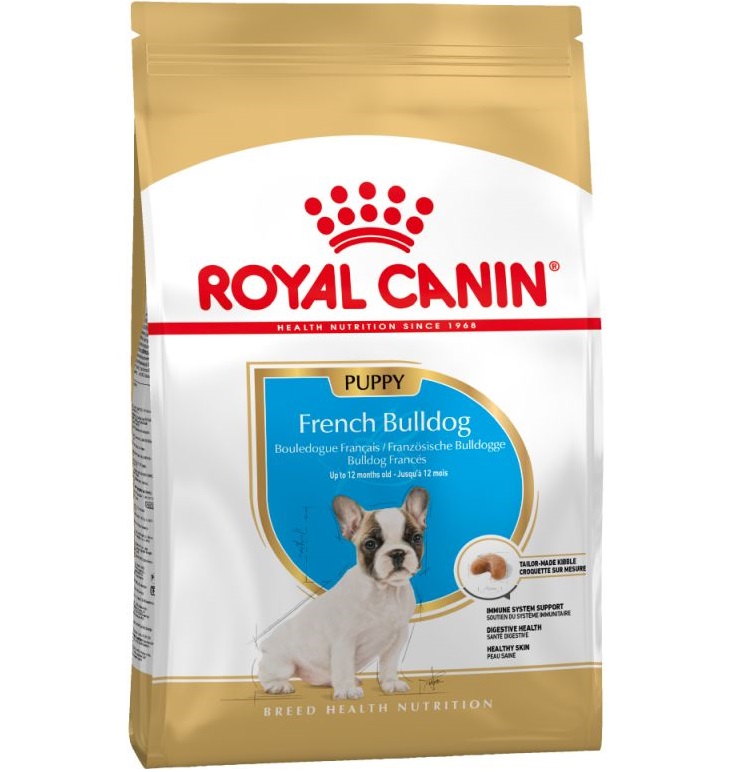 ROYAL CANIN®
HEALTH NUTRITION SINCE 1968
PUPPY
French Bulldog
Bouledogue Français / Französische Bulldogge
Bulldog Francés
Up to 12 months old - Jusqu'à 12 mois
TAILOR-MADE KIBBLE
CROQUETTE SUR MESURE
IMMUNE SYSTEM SUPPORT
SOUTIEN DU SYSTÈME IMMUNITAIRE
DIGESTIVE HEALTH
SANTÉ DIGESTIVE
HEALTHY SKIN
PEAU SAINE
BREED HEALTH NUTRITION